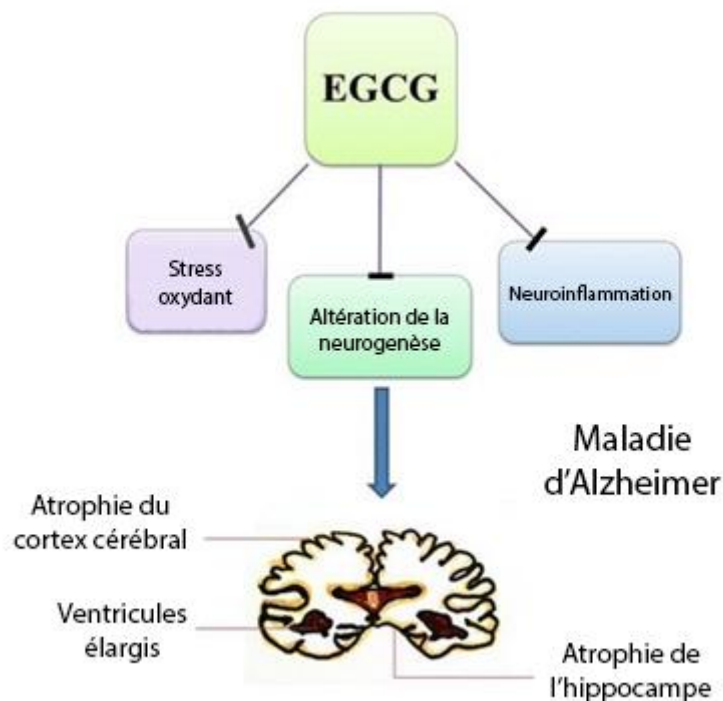 EGCG
Stress
oxydant
Altération de la
neurogenèse
Neuroinflammation
Maladie
d'Alzheimer
Atrophie du
cortex cérébral
Ventricules
élargis
Atrophie de
l'hippocampe